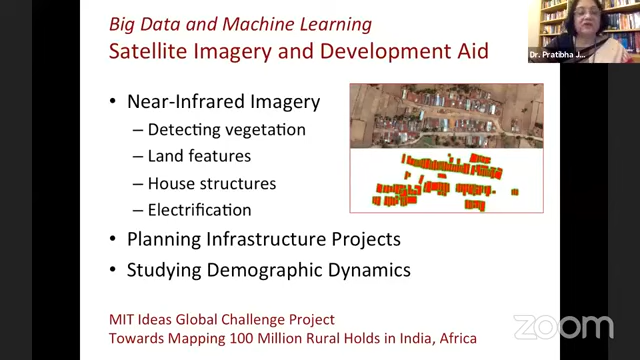 Big Data and Machine Learning
Satellite Imagery and Development Aid
• Near-Infrared Imagery
– Detecting vegetation
– Land features
– House structures
– Electrification
• Planning Infrastructure Projects
• Studying Demographic Dynamics
MIT Ideas Global Challenge Project
Towards Mapping 100 Million Rural Holds in India, Africa
Dr. Pratibha J...
zoom